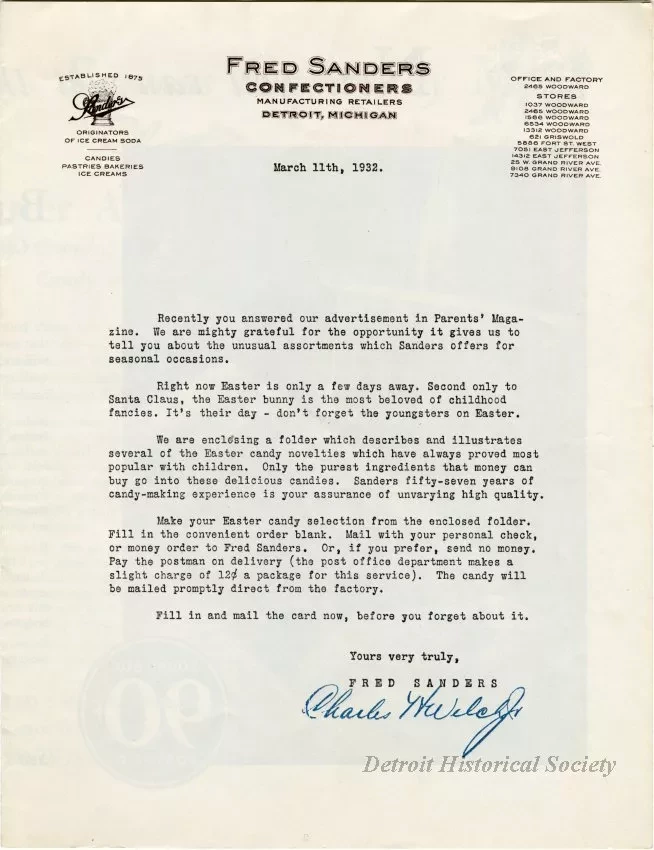 FRED SANDERS
CONFECTIONERS
MANUFACTURING RETAILERS
DETROIT, MICHIGAN
ESTABLISHED 1875
Sanders
ORIGINATORS
OF ICE CREAM SODA
CANDIES
PASTRIES BAKERIES
ICE CREAMS
OFFICE AND FACTORY
2465 WOODWARD
STORES
1037 WOODWARD
2465 WOODWARD
1566 WOODWARD
6534 WOODWARD
13312 WOODWARD
621 GRISWOLD
5886 FORT ST. WEST
7051 EAST JEFFERSON
14312 EAST JEFFERSON
25 W. GRAND RIVER AVE.
9108 GRAND RIVER AVE.
7340 GRAND RIVER AVE.
March 11th, 1932.
Recently you answered our advertisement in Parents' Maga-
zine. We are mighty grateful for the opportunity it gives us to
tell you about the unusual assortments which Sanders offers for
seasonal occasions.
Right now Easter is only a few days away. Second only to
Santa Claus, the Easter bunny is the most beloved of childhood
fancies. It's their day - don't forget the youngsters on Easter.
We are enclosing a folder which describes and illustrates
several of the Easter candy novelties which have always proved most
popular with children. Only the purest ingredients that money can
buy go into these delicious candies. Sanders fifty-seven years of
candy-making experience is your assurance of unvarying high quality.
Make your Easter candy selection from the enclosed folder.
Fill in the convenient order blank. Mail with your personal check,
or money order to Fred Sanders. Or, if you prefer, send no money.
Pay the postman on delivery (the post office department makes a
slight charge of 12¢ a package for this service). The candy will
be mailed promptly direct from the factory.
Fill in and mail the card now, before you forget about it.
Yours very truly,
FRED SANDERS
Charles H Welch Jr
Detroit Historical Society
90